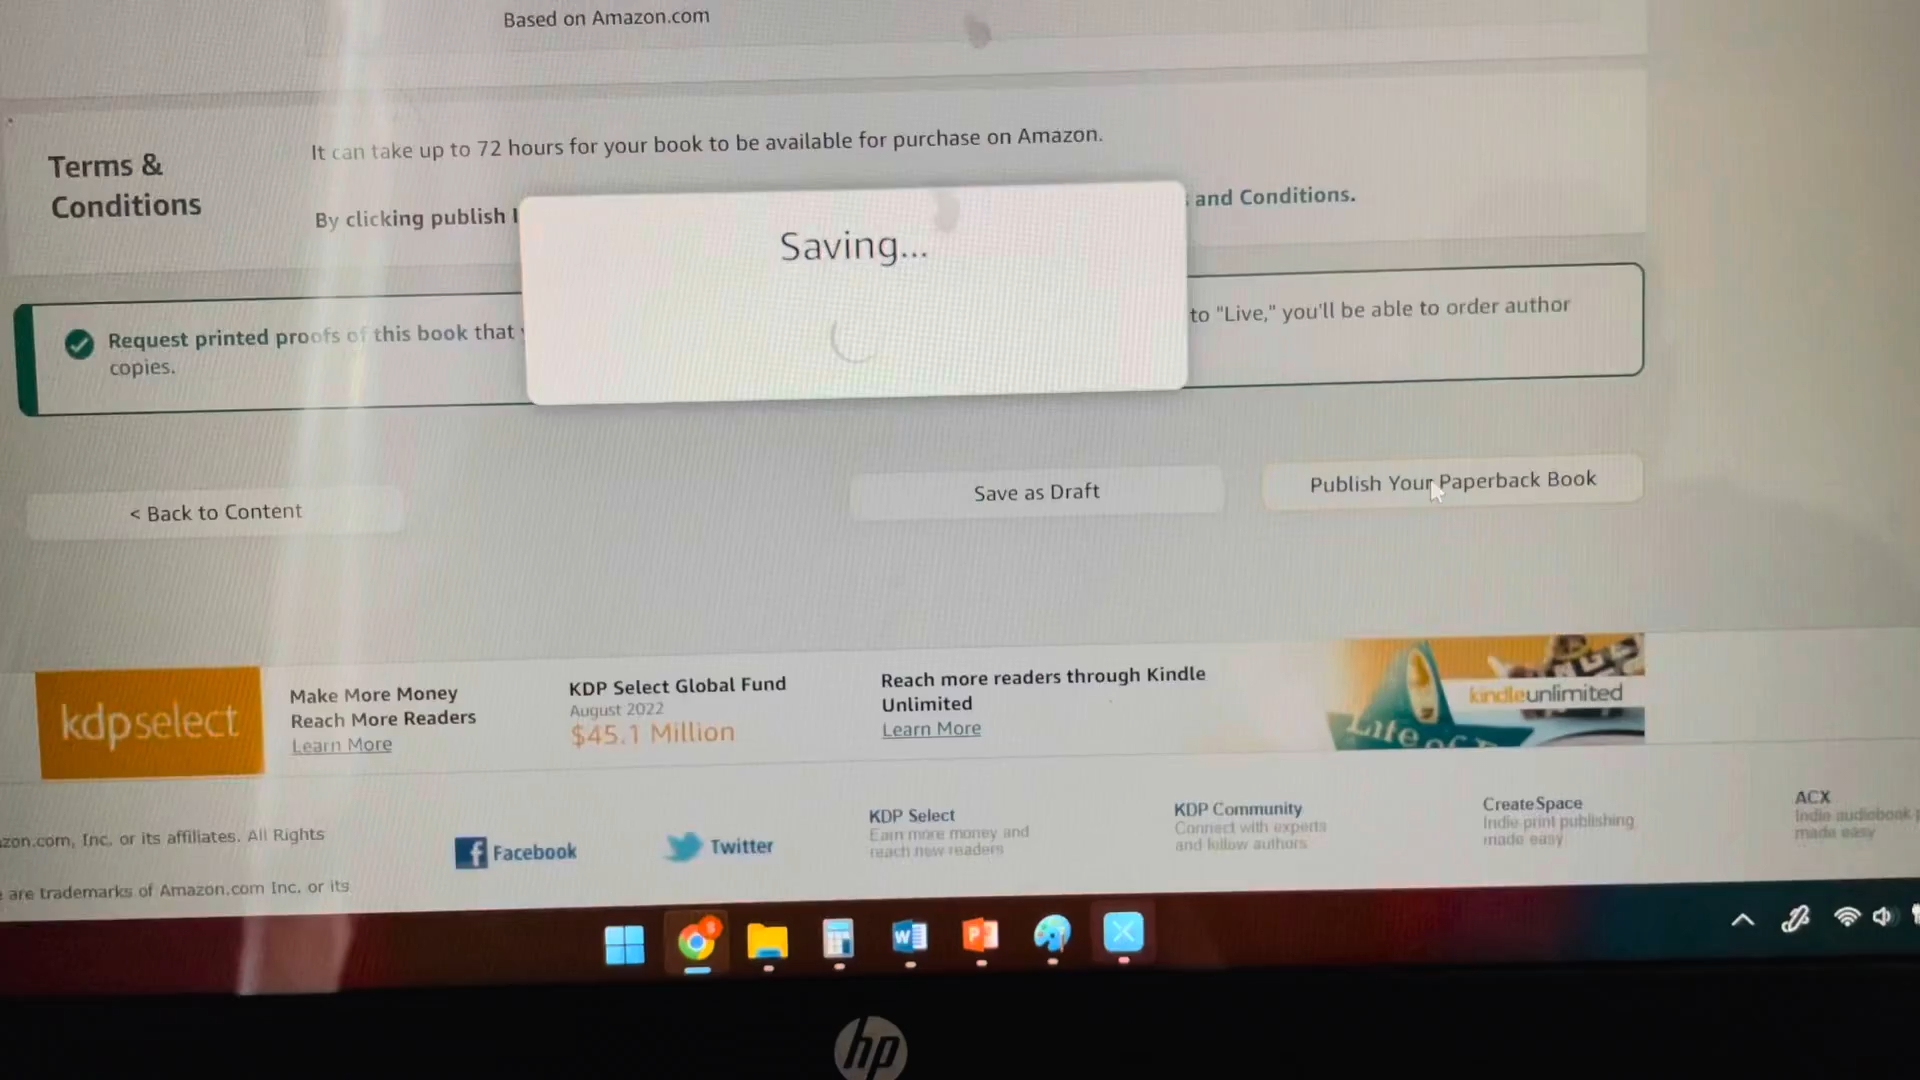 Based on Amazon.com
Terms &
Conditions
It can take up to 72 hours for your book to be available for purchase on Amazon.
By clicking publish I
and Conditions.
Saving...
Request printed proofs of this book that
to "Live," you'll be able to order author
copies.
< Back to Content
Save as Draft
Publish Your Paperback Book
kdpselect
Make More Money
Reach More Readers
Learn More
KDP Select Global Fund
August 2022
$45.1 Million
Reach more readers through Kindle
Unlimited
Learn More
kindleunlimited
Life of
zon.com, Inc. or its affiliates. All Rights
are trademarks of Amazon.com Inc. or its
Facebook
Twitter
KDP Select
Earn more money and
reach new readers
KDP Community
Connect with experts
and follow authors
CreateSpace
Indie print publishing
made easy
ACX
Indie audiobook
made easy
W
P
hp